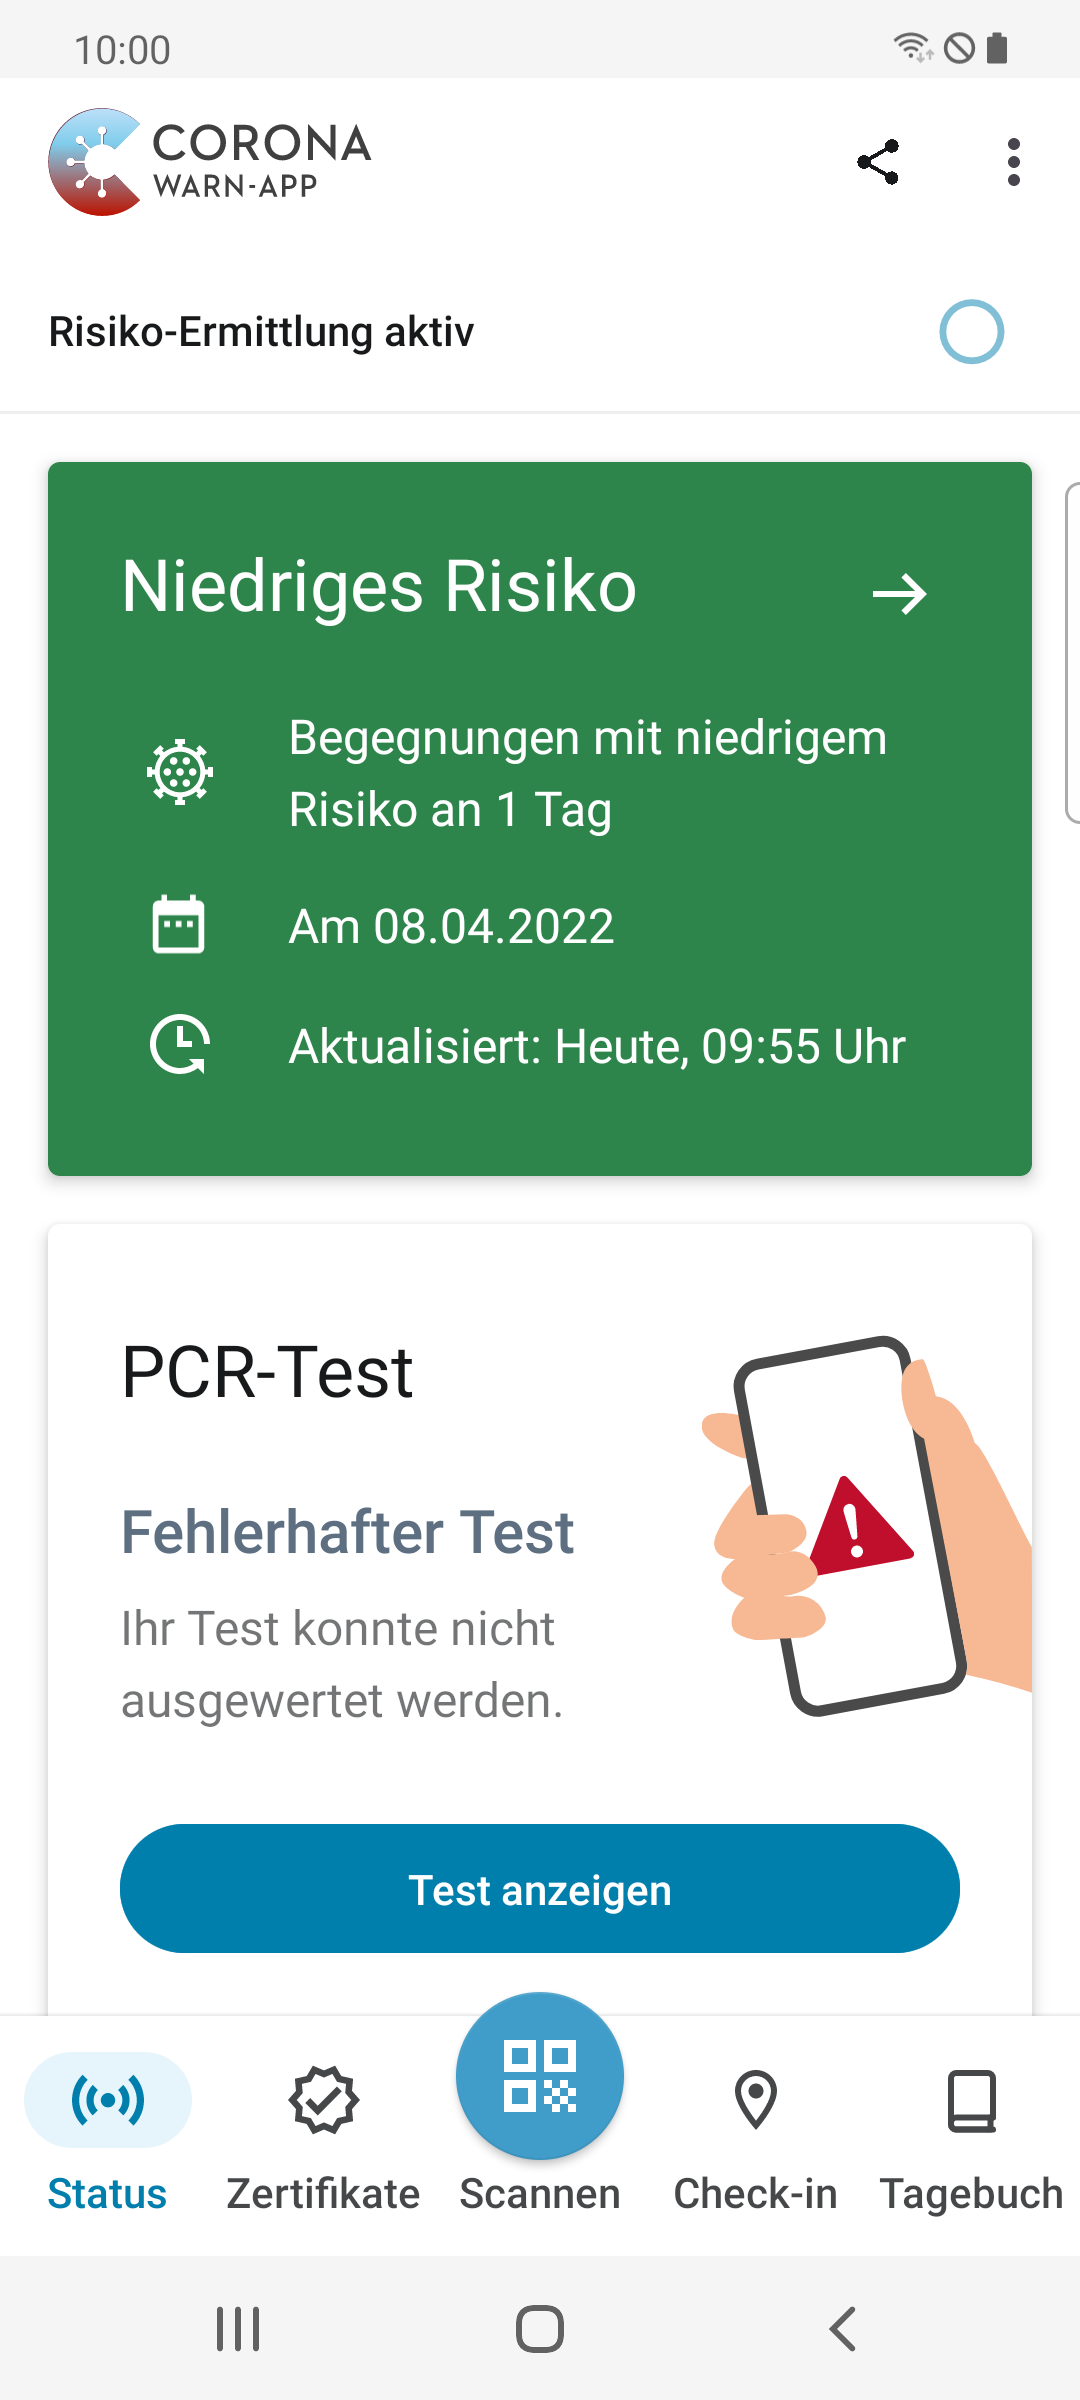 10:00
CORONA
WARN-APP
Risiko-Ermittlung aktiv
Niedriges Risiko
Begegnungen mit niedrigem
Risiko an 1 Tag
Am 08.04.2022
Aktualisiert: Heute, 09:55 Uhr
PCR-Test
Fehlerhafter Test
Ihr Test konnte nicht
ausgewertet werden.
Test anzeigen
Status Zertifikate Scannen Check-in Tagebuch